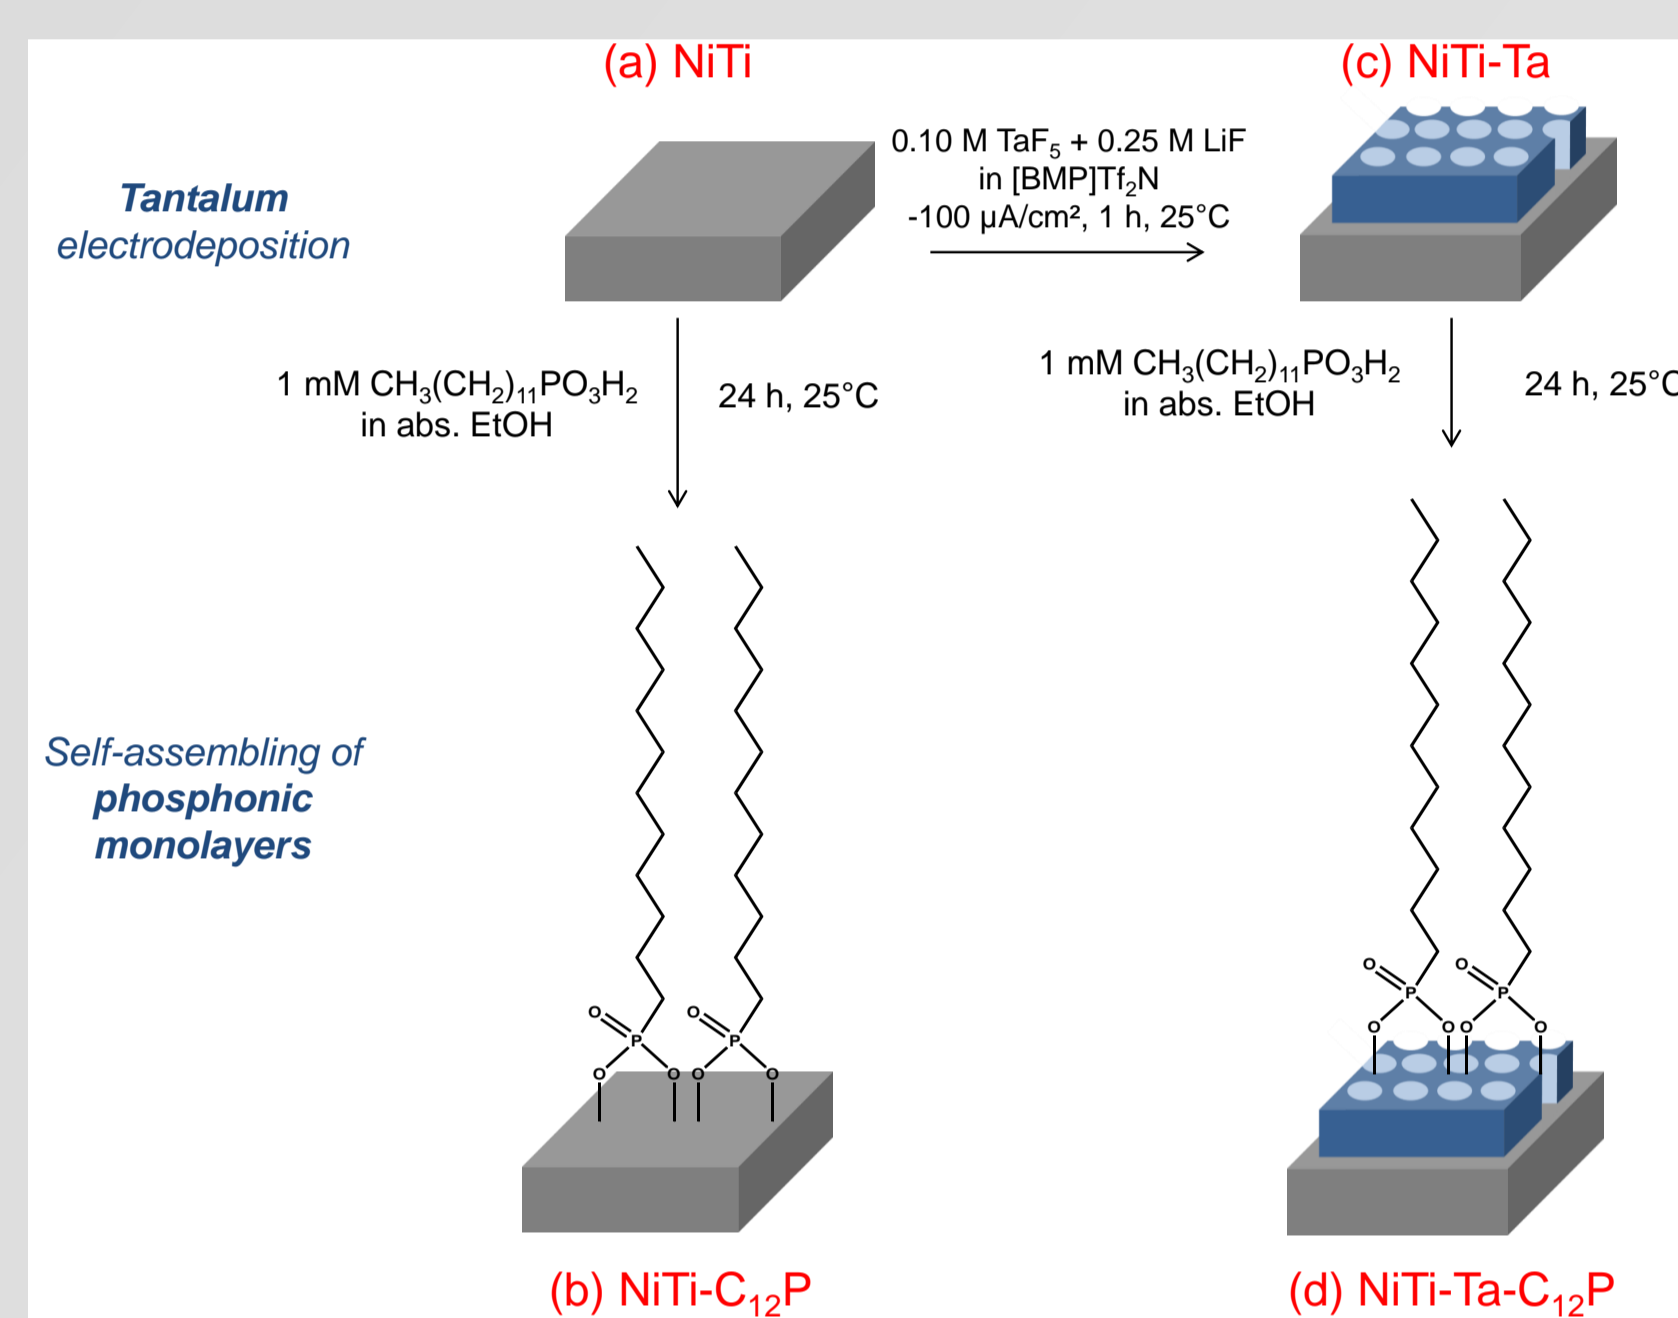 (a) NiTi
(c) NiTi-Ta
Tantalum
electrodeposition
0.10 M TaF₅ + 0.25 M LiF
in [BMP]Tf₂N
-100 µA/cm², 1 h, 25°C
1 mM CH₃(CH₂)₁₁PO₃H₂
in abs. EtOH
24 h, 25°C
1 mM CH₃(CH₂)₁₁PO₃H₂
in abs. EtOH
24 h, 25°C
Self-assembling of
phosphonic
monolayers
O O
P P
O O O O
O O
P P
O O O O
(b) NiTi-C₁₂P
(d) NiTi-Ta-C₁₂P